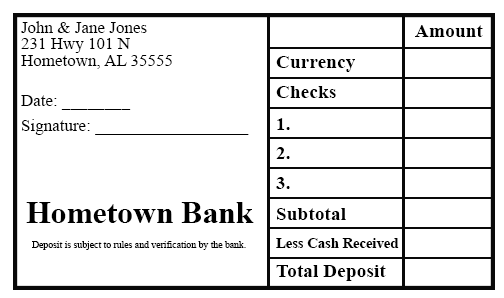 John & Jane Jones
231 Hwy 101 N
Hometown, AL 35555
Date: ________
Signature: __________________
Hometown Bank
Deposit is subject to rules and verification by the bank.
Amount
Currency
Checks
1.
2.
3.
Subtotal
Less Cash Received
Total Deposit